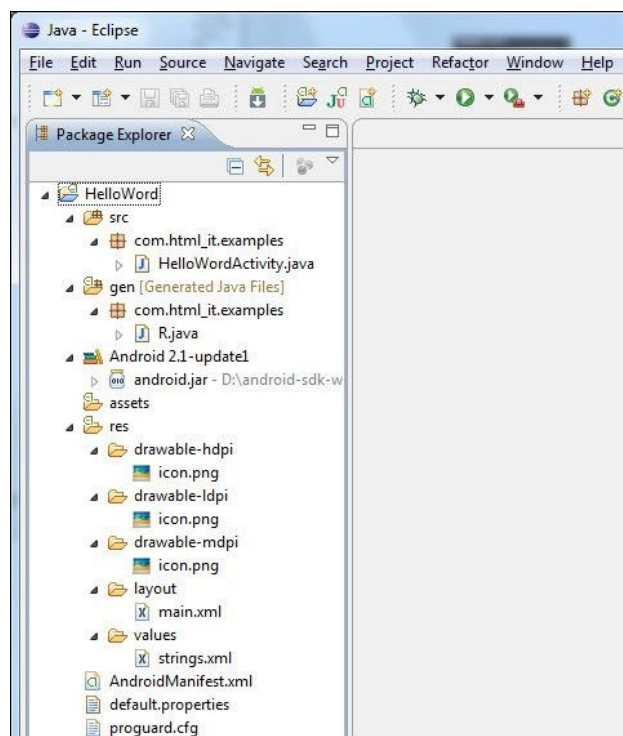 Java - Eclipse
File Edit Run Source Navigate Search Project Refactor Window Help
Package Explorer
HelloWord
src
com.html_it.examples
HelloWordActivity.java
gen [Generated Java Files]
com.html_it.examples
R.java
Android 2.1-update1
android.jar - D:\android-sdk-w
assets
res
drawable-hdpi
icon.png
drawable-ldpi
icon.png
drawable-mdpi
icon.png
layout
main.xml
values
strings.xml
AndroidManifest.xml
default.properties
proguard.cfg